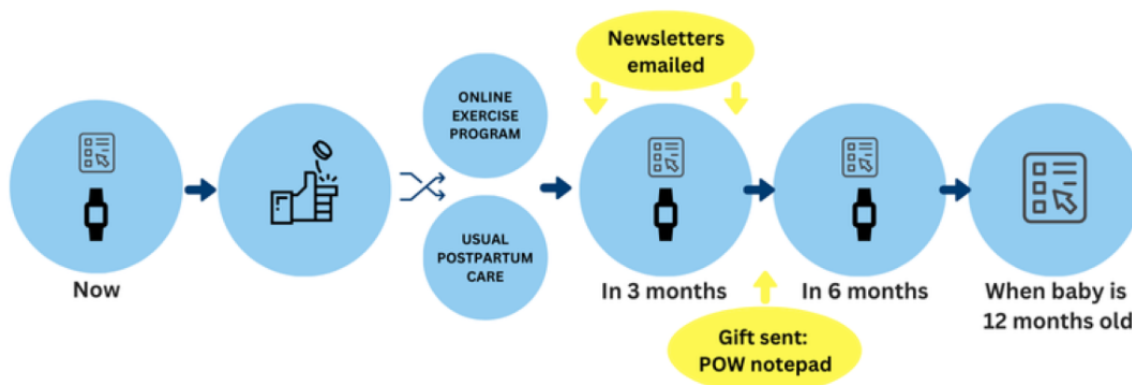 Newsletters
emailed
ONLINE
EXERCISE
PROGRAM
USUAL
POSTPARTUM
CARE
Now
In 3 months
In 6 months
When baby is
12 months old
Gift sent:
POW notepad